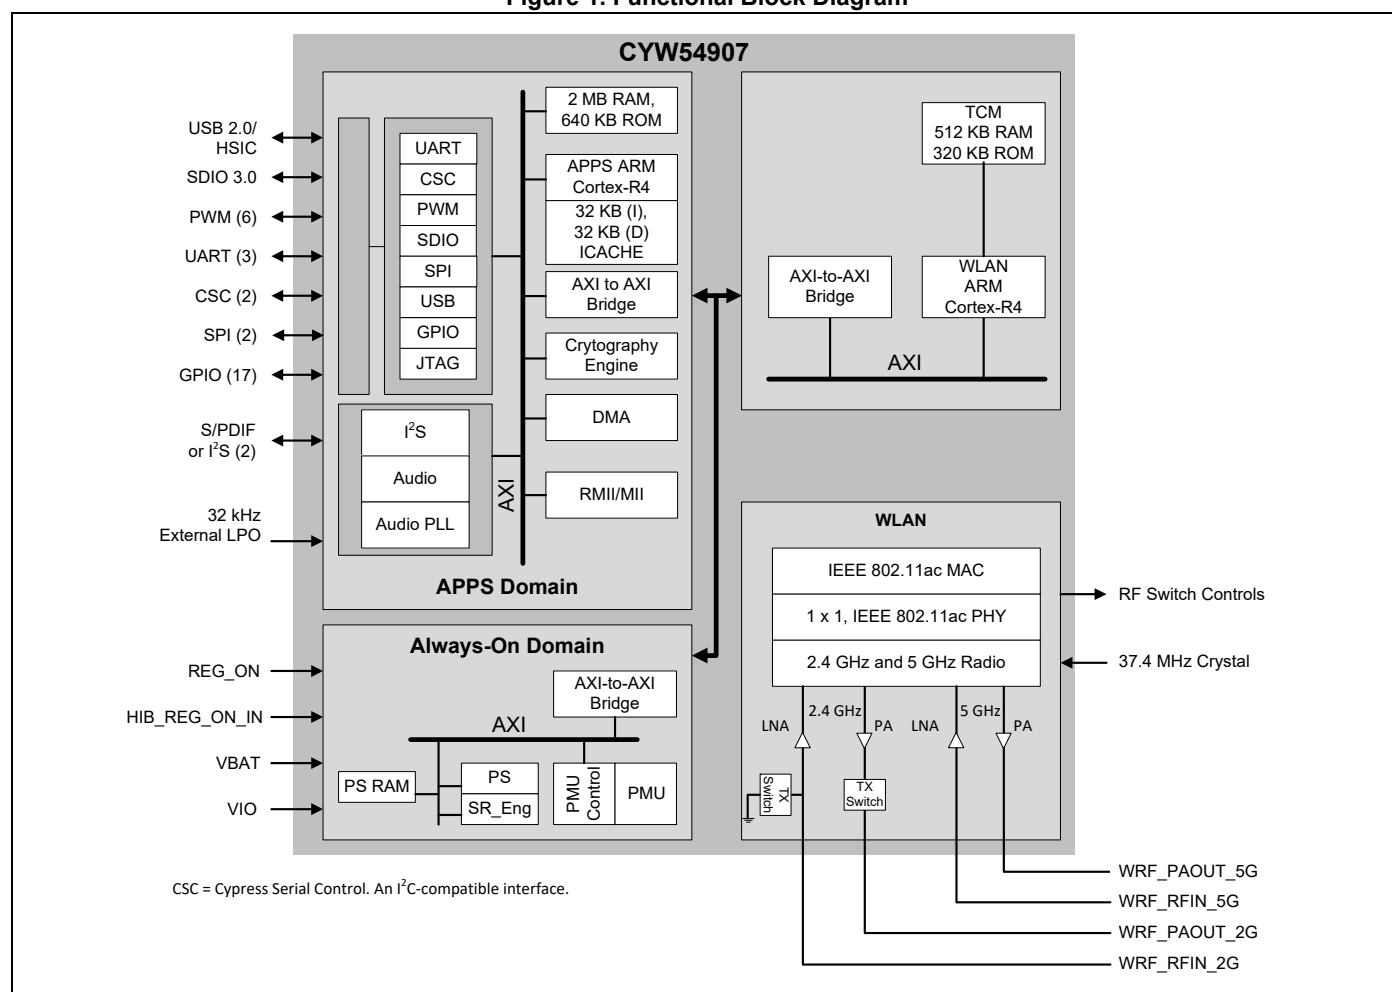 Figure 1. Functional Block Diagram
CYW54907
USB 2.0/
HSIC
SDIO 3.0
PWM (6)
UART (3)
CSC (2)
SPI (2)
GPIO (17)
S/PDIF
or I²S (2)
32 kHz
External LPO
UART
CSC
PWM
SDIO
SPI
USB
GPIO
JTAG
I²S
Audio
Audio PLL
AXI
2 MB RAM,
640 KB ROM
APPS ARM
Cortex-R4
32 KB (I),
32 KB (D)
ICACHE
AXI to AXI
Bridge
Crytography
Engine
DMA
RMII/MII
APPS Domain
TCM
512 KB RAM
320 KB ROM
AXI-to-AXI
Bridge
WLAN
ARM
Cortex-R4
AXI
REG_ON
HIB_REG_ON_IN
VBAT
VIO
Always-On Domain
AXI-to-AXI
Bridge
AXI
PS RAM
PS
SR_Eng
PMU
Control
PMU
WLAN
IEEE 802.11ac MAC
1 x 1, IEEE 802.11ac PHY
2.4 GHz and 5 GHz Radio
LNA
2.4 GHz
PA
LNA
5 GHz
PA
TX
Switch
TX
Switch
RF Switch Controls
37.4 MHz Crystal
WRF_PAOUT_5G
WRF_RFIN_5G
WRF_PAOUT_2G
WRF_RFIN_2G
CSC = Cypress Serial Control. An I²C-compatible interface.